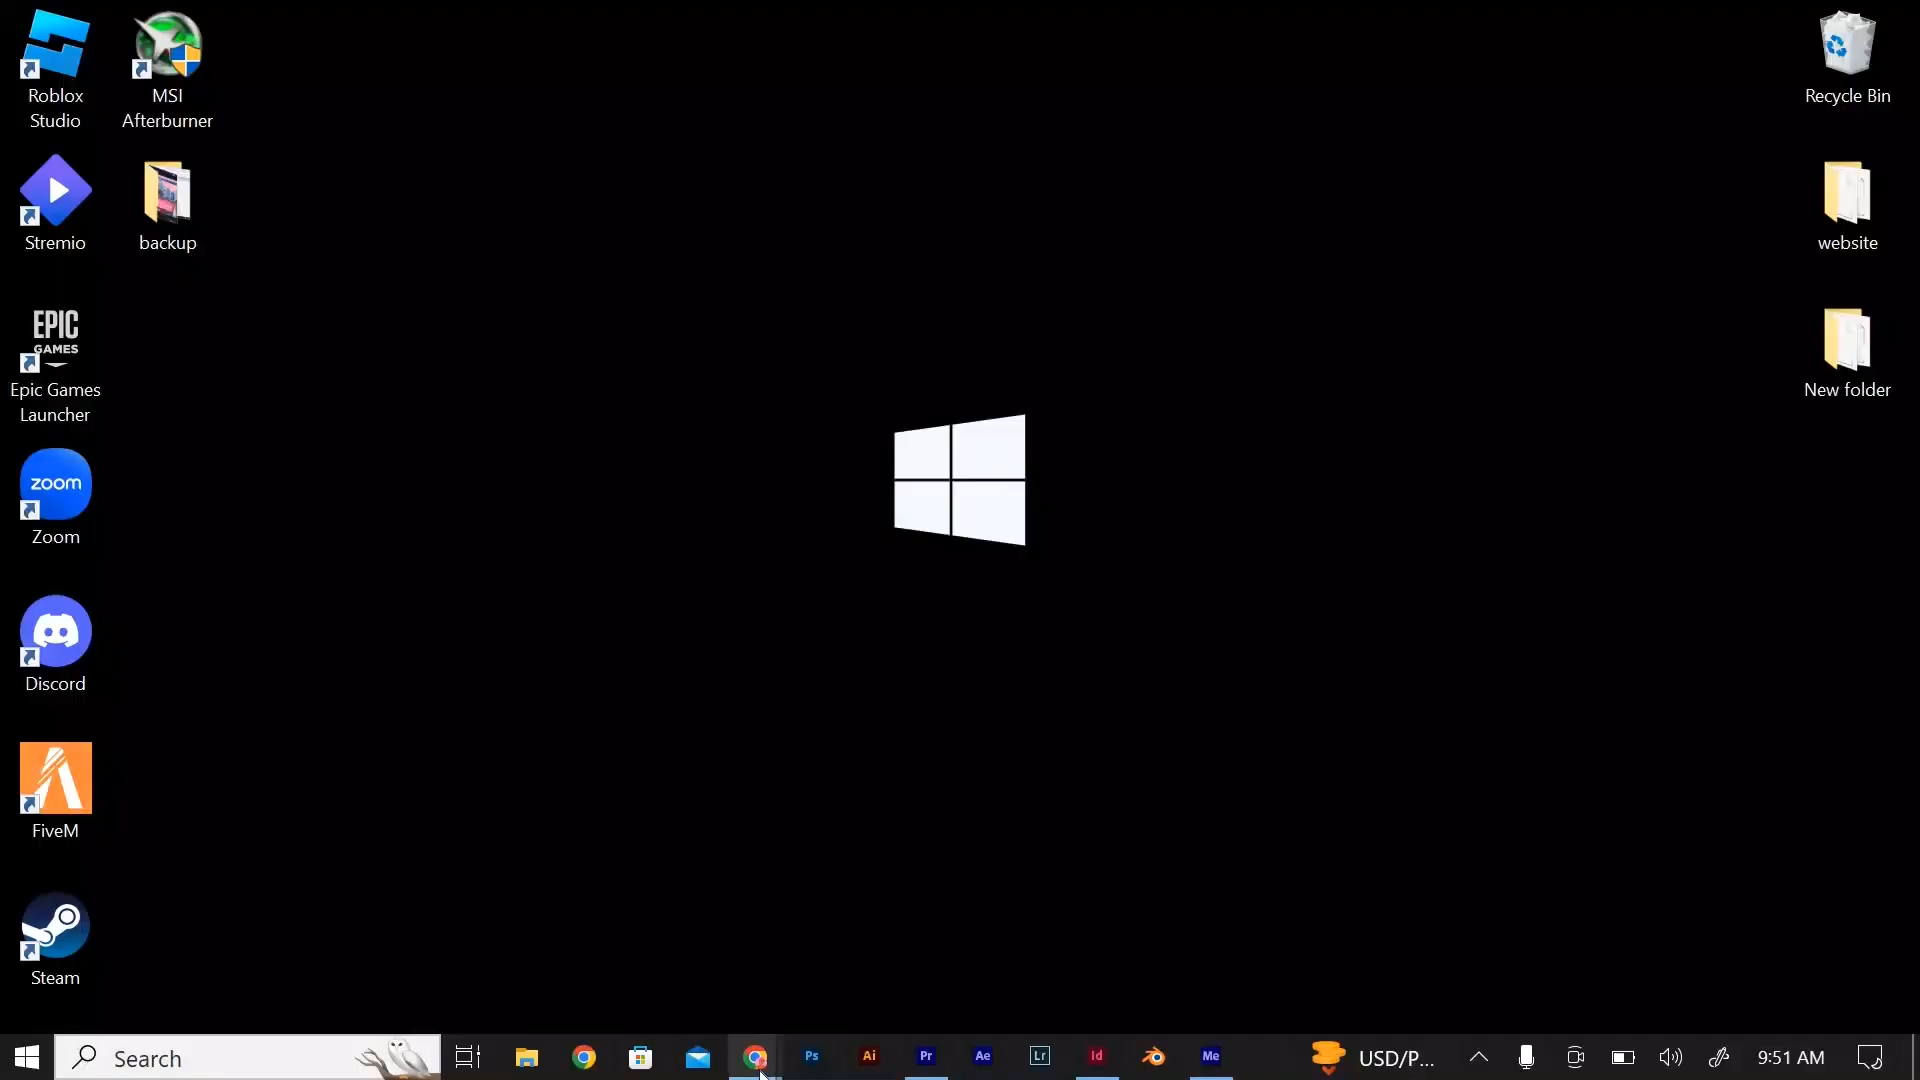 Roblox
Studio
MSI
Afterburner
Recycle Bin
Stremio
backup
website
EPIC
GAMES
Epic Games
Launcher
New folder
zoom
Zoom
Discord
FiveM
Steam
Search
Ps
Ai
Pr
Ae
Lr
Id
Me
USD/P...
9:51 AM